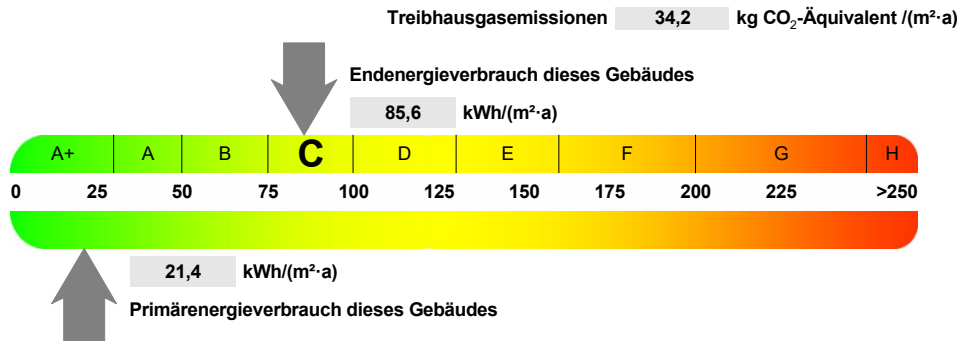 Treibhausgasemissionen 34,2 kg CO₂-Äquivalent /(m²·a)
Endenergieverbrauch dieses Gebäudes
85,6 kWh/(m²·a)
A+ A B C D E F G H
0 25 50 75 100 125 150 175 200 225 >250
21,4 kWh/(m²·a)
Primärenergieverbrauch dieses Gebäudes